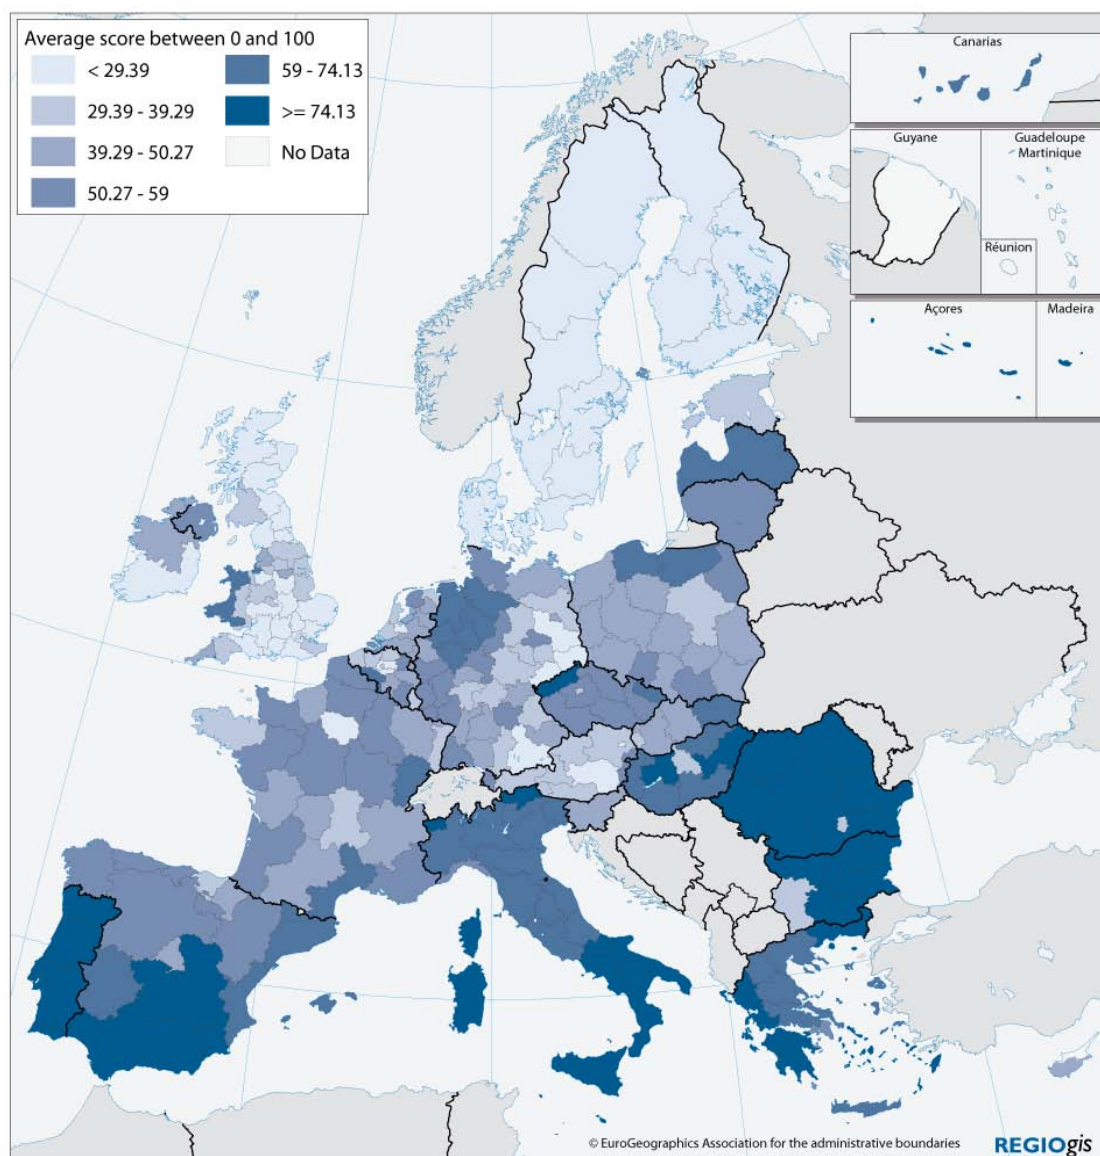 Average score between 0 and 100
< 29.39
29.39 - 39.29
39.29 - 50.27
50.27 - 59
59 - 74.13
>= 74.13
No Data
Canarias
Guyane
Guadeloupe
Martinique
Réunion
Açores
Madeira
© EuroGeographics Association for the administrative boundaries
REGIOgis